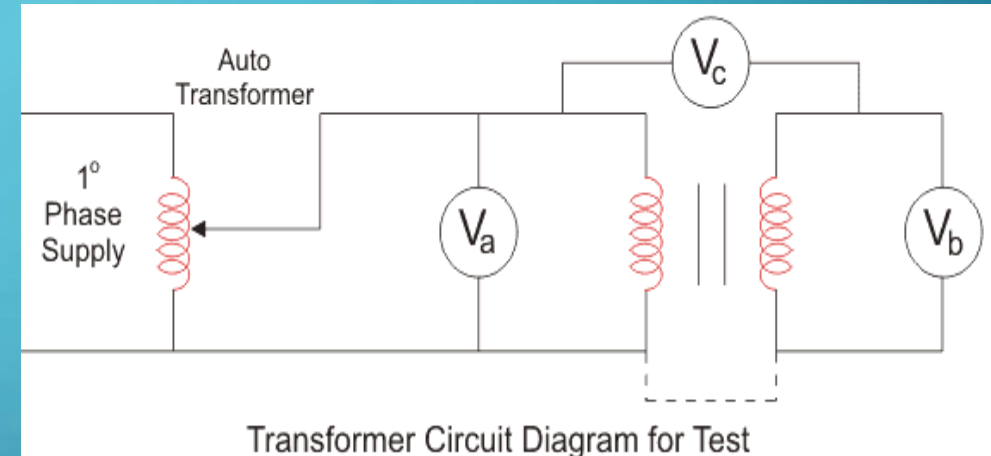 Auto
Transformer
1° Phase
Supply
Va
Vc
Vb
Transformer Circuit Diagram for Test